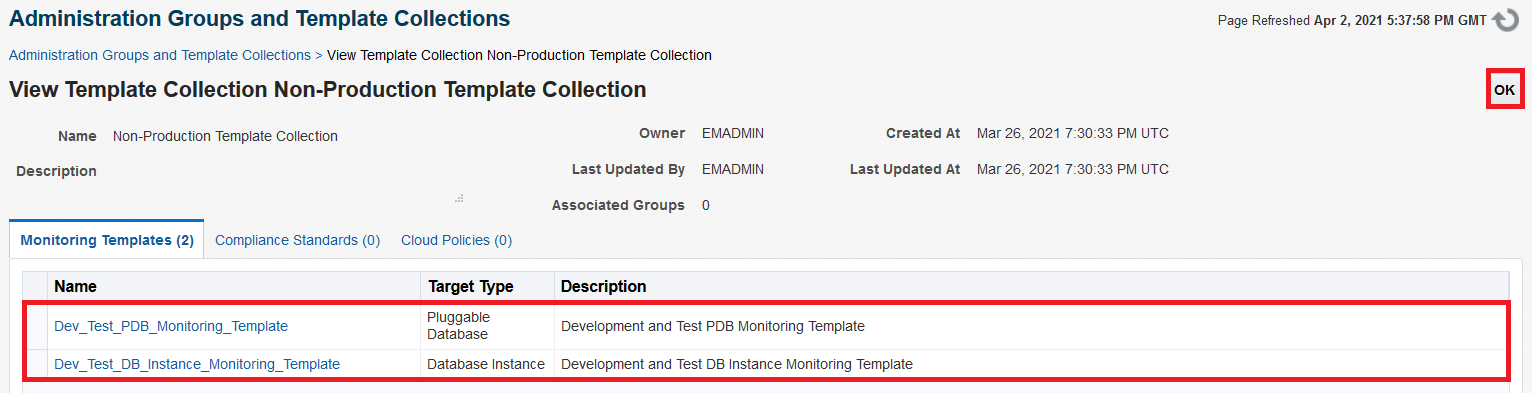 Administration Groups and Template Collections
Page Refreshed Apr 2, 2021 5:37:58 PM GMT
Administration Groups and Template Collections > View Template Collection Non-Production Template Collection
View Template Collection Non-Production Template Collection
OK
Name Non-Production Template Collection
Owner EMADMIN
Created At Mar 26, 2021 7:30:33 PM UTC
Description
Last Updated By EMADMIN
Last Updated At Mar 26, 2021 7:30:33 PM UTC
Associated Groups 0
Monitoring Templates (2) Compliance Standards (0) Cloud Policies (0)
Name Target Type Description
Dev_Test_PDB_Monitoring_Template
Pluggable
Database
Development and Test PDB Monitoring Template
Dev_Test_DB_Instance_Monitoring_Template Database Instance Development and Test DB Instance Monitoring Template